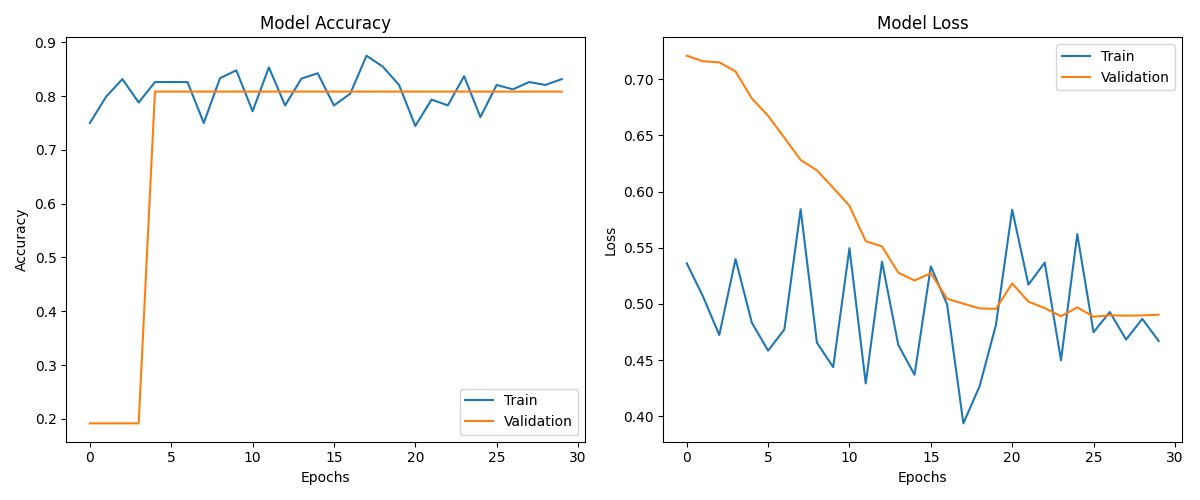 Model Accuracy
0.9
0.8
0.7
0.6
0.5
0.4
0.3
0.2
Accuracy
0 5 10 15 20 25 30
Epochs
Train
Validation
Model Loss
0.70
0.65
0.60
0.55
0.50
0.45
0.40
Loss
0 5 10 15 20 25 30
Epochs
Train
Validation